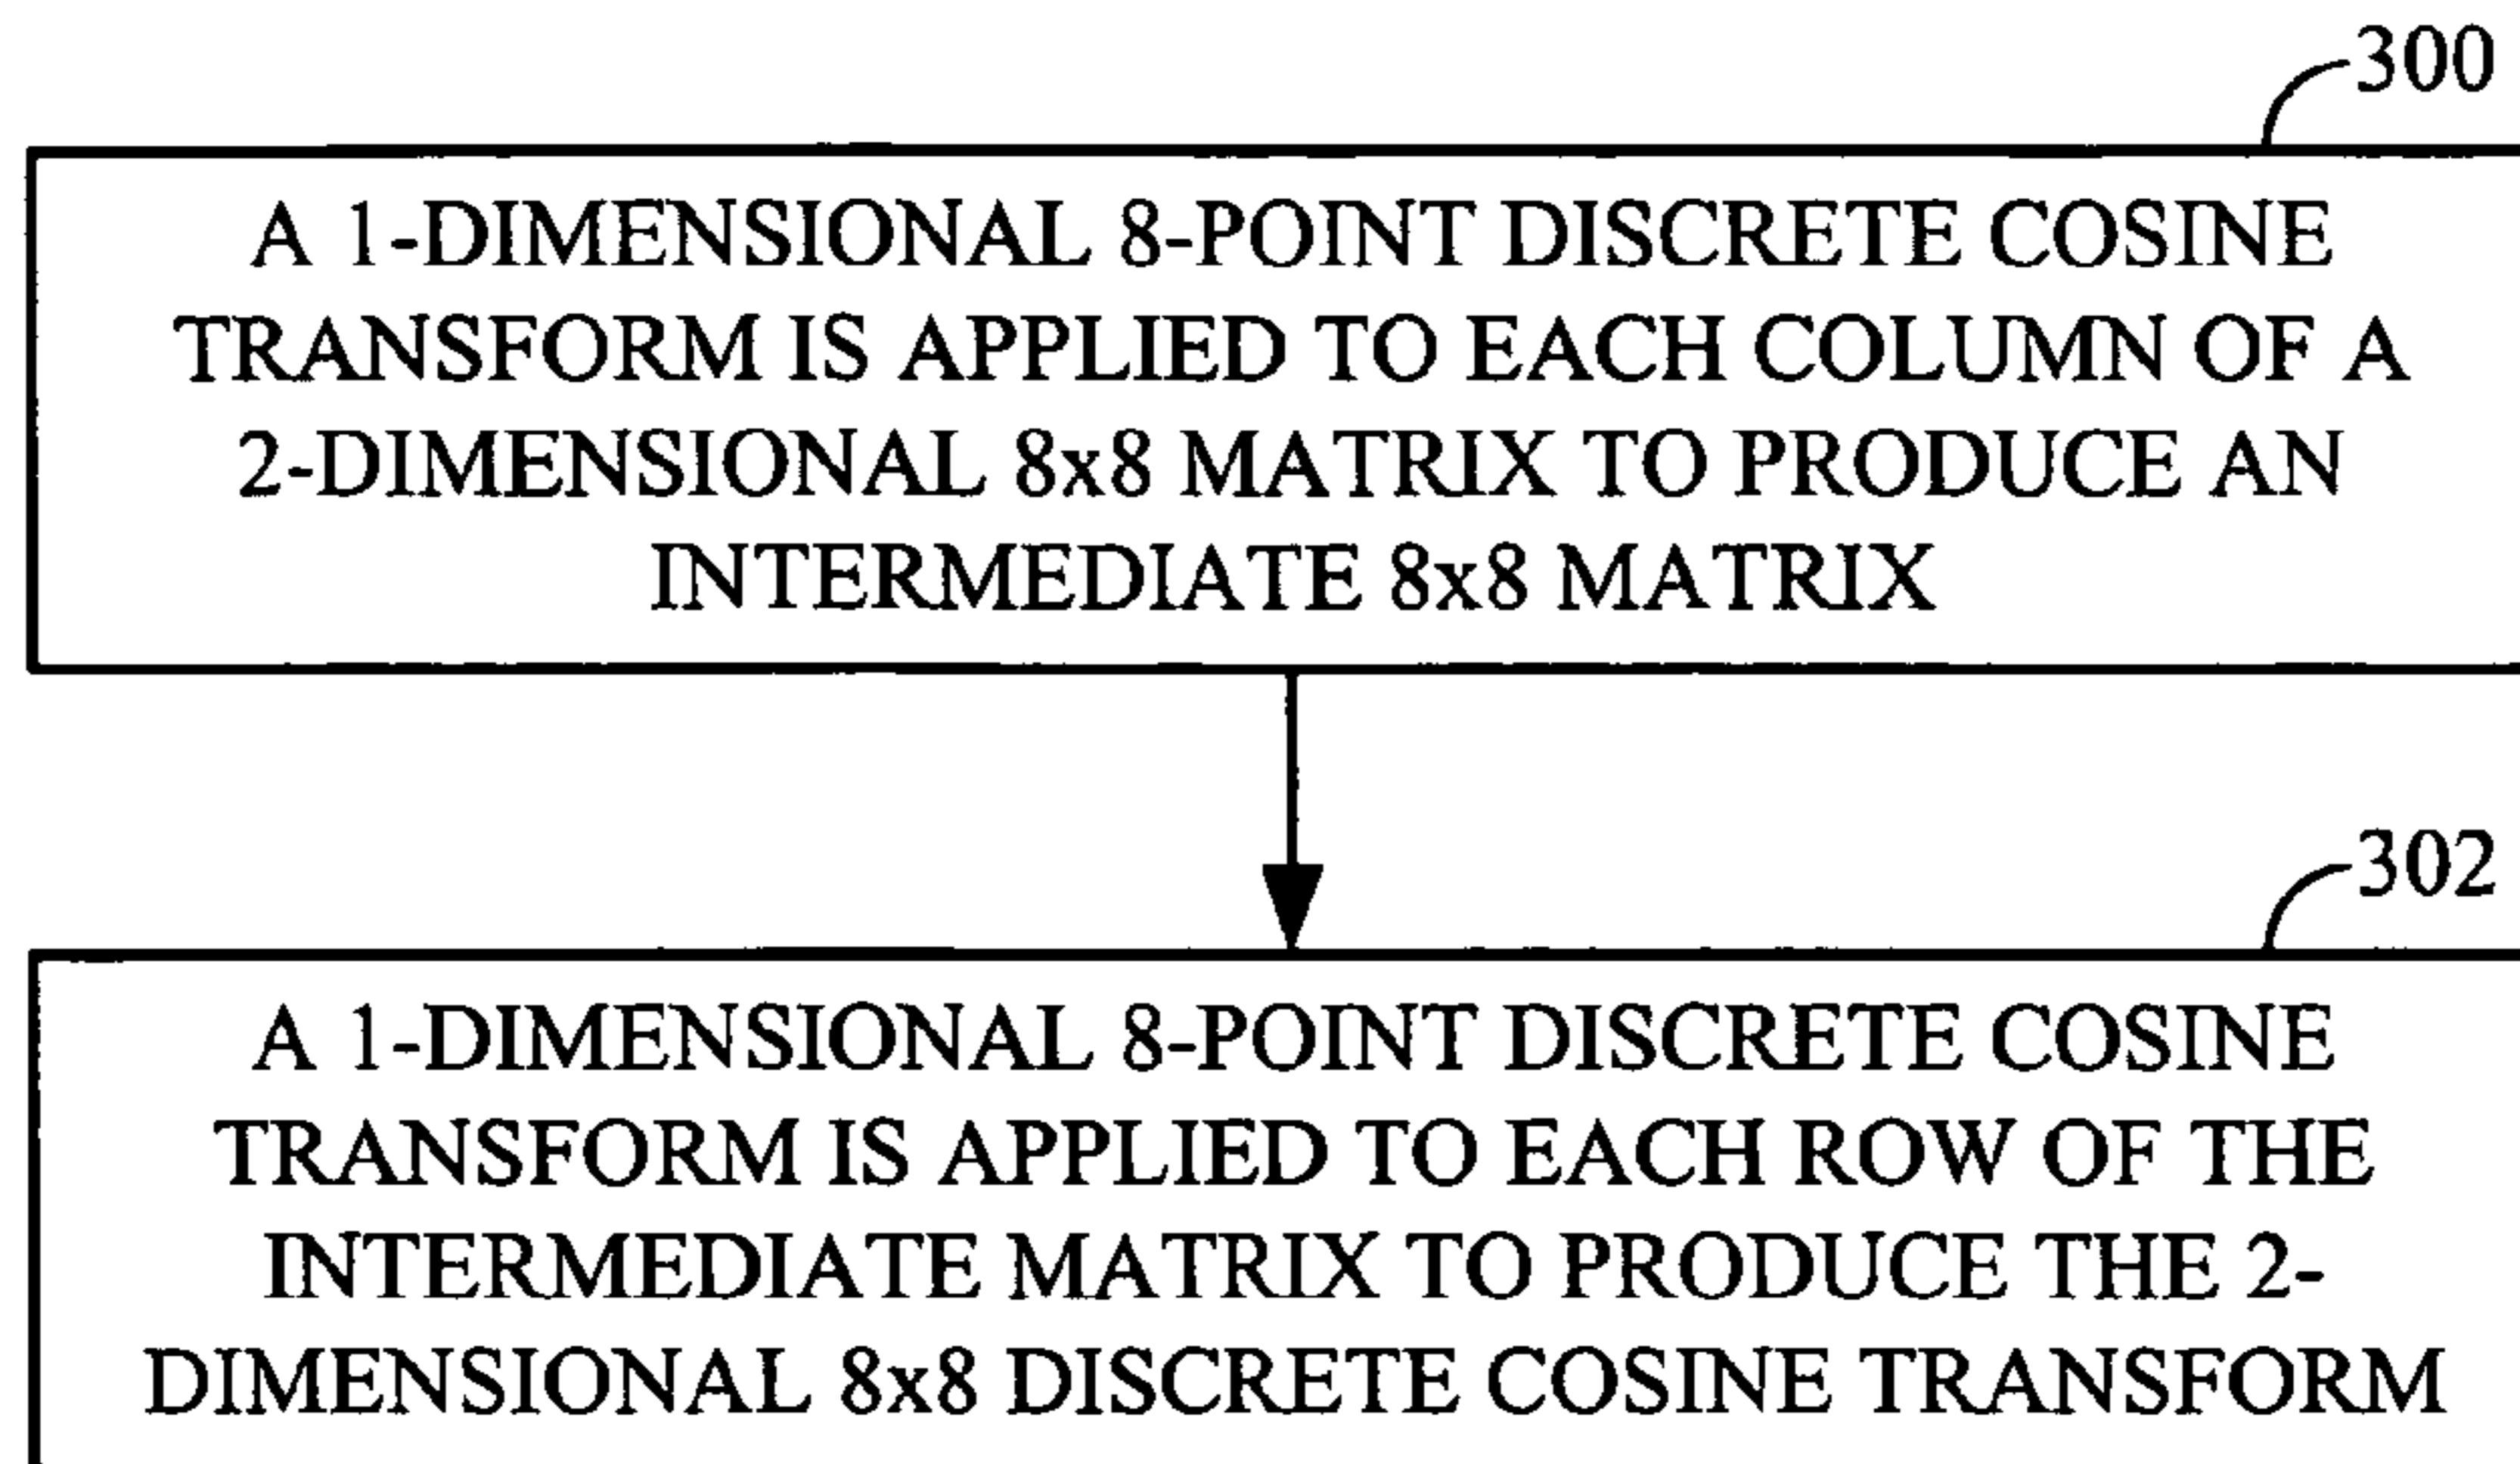 300
A 1-DIMENSIONAL 8-POINT DISCRETE COSINE
TRANSFORM IS APPLIED TO EACH COLUMN OF A
2-DIMENSIONAL 8x8 MATRIX TO PRODUCE AN
INTERMEDIATE 8x8 MATRIX
302
A 1-DIMENSIONAL 8-POINT DISCRETE COSINE
TRANSFORM IS APPLIED TO EACH ROW OF THE
INTERMEDIATE MATRIX TO PRODUCE THE 2-
DIMENSIONAL 8x8 DISCRETE COSINE TRANSFORM